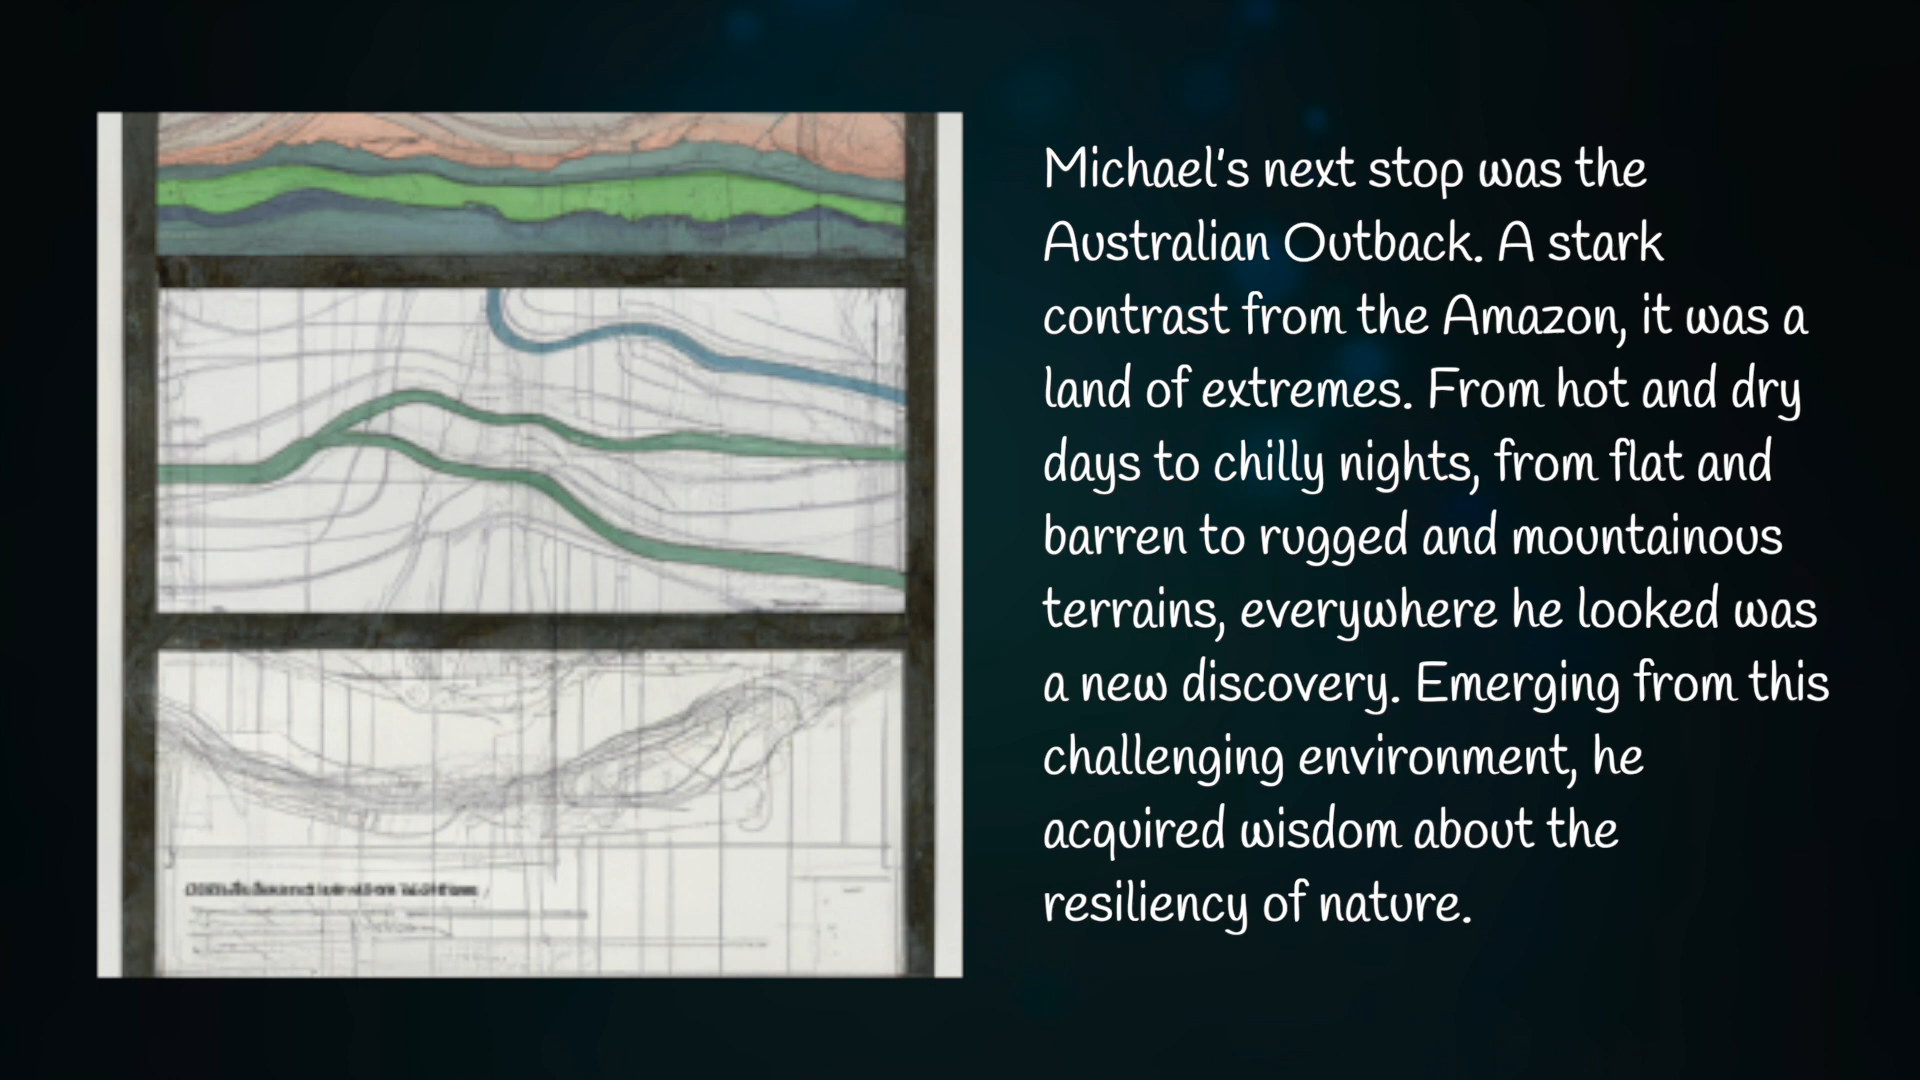 Michael's next stop was the
Australian Outback. A stark
contrast from the Amazon, it was a
land of extremes. From hot and dry
days to chilly nights, from flat and
barren to rugged and mountainous
terrains, everywhere he looked was
a new discovery. Emerging from this
challenging environment, he
acquired wisdom about the
resiliency of nature.